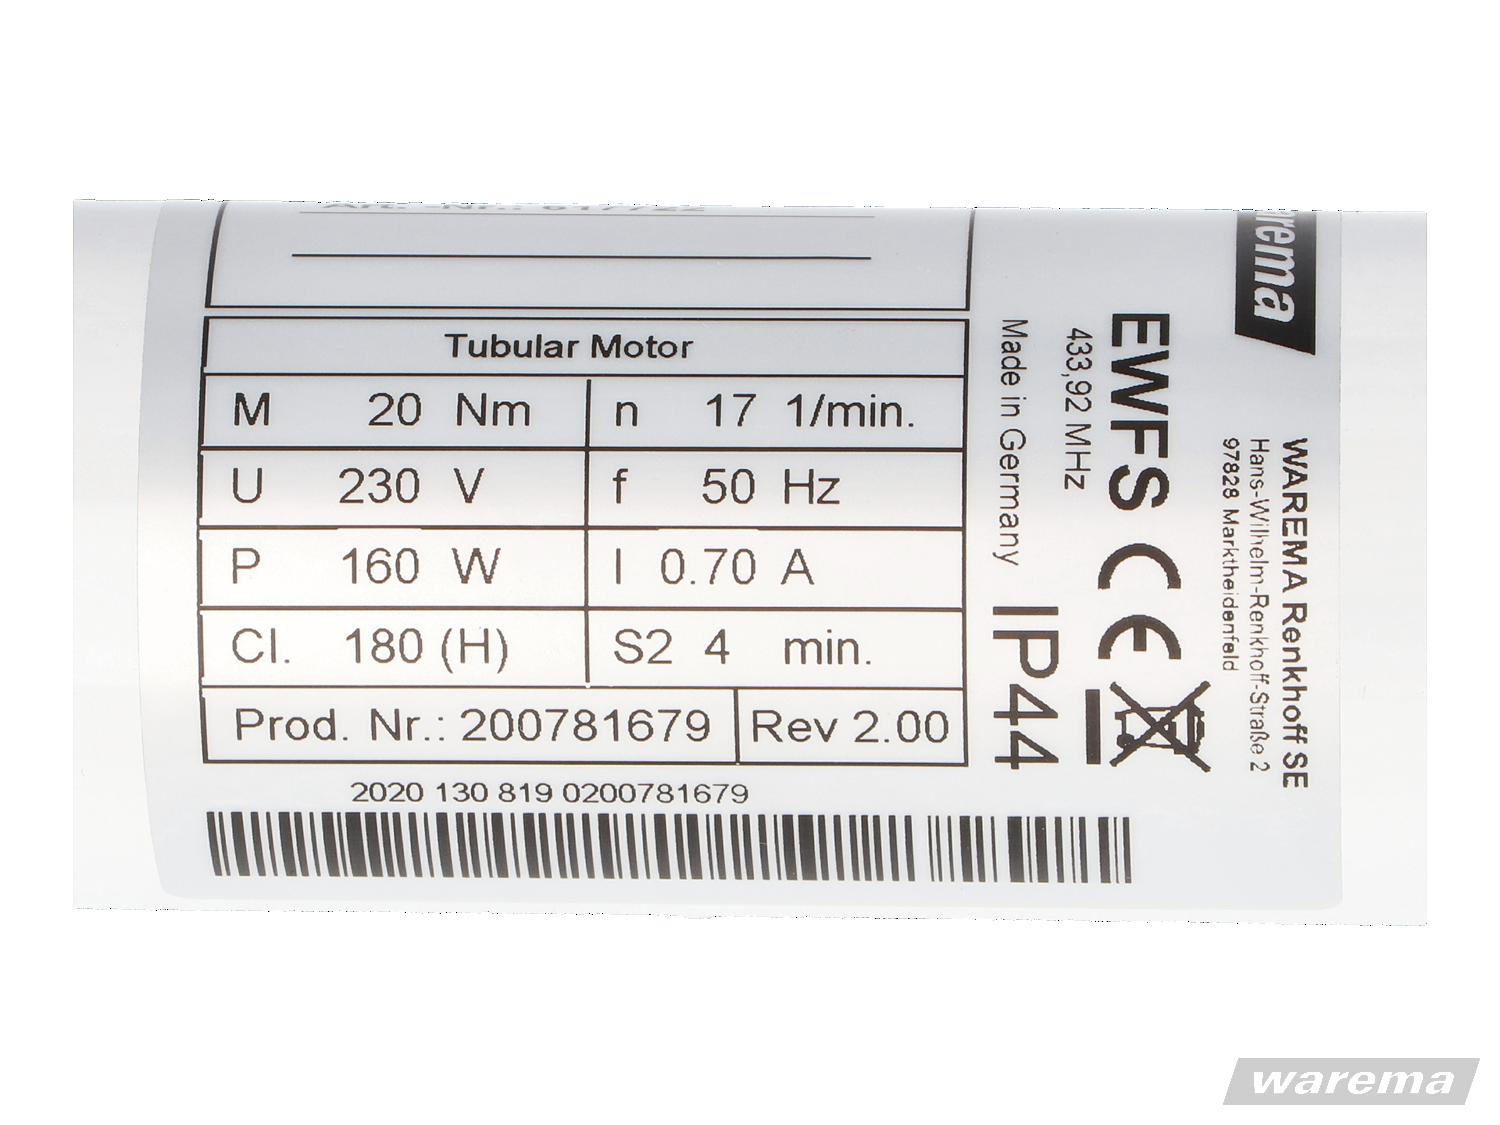 Tubular Motor
M 20 Nm n 17 1/min.
U 230 V f 50 Hz
P 160 W I 0.70 A
Cl. 180 (H) S2 4 min.
Prod. Nr.: 200781679 Rev 2.00
2020 130 819 0200781679
Made in Germany IP44
433,92 MHz
EWFS CE
WAREMA Renkhoff SE
Hans-Wilhelm-Renkhoff-Straße 2
97828 Marktheidenfeld
warema